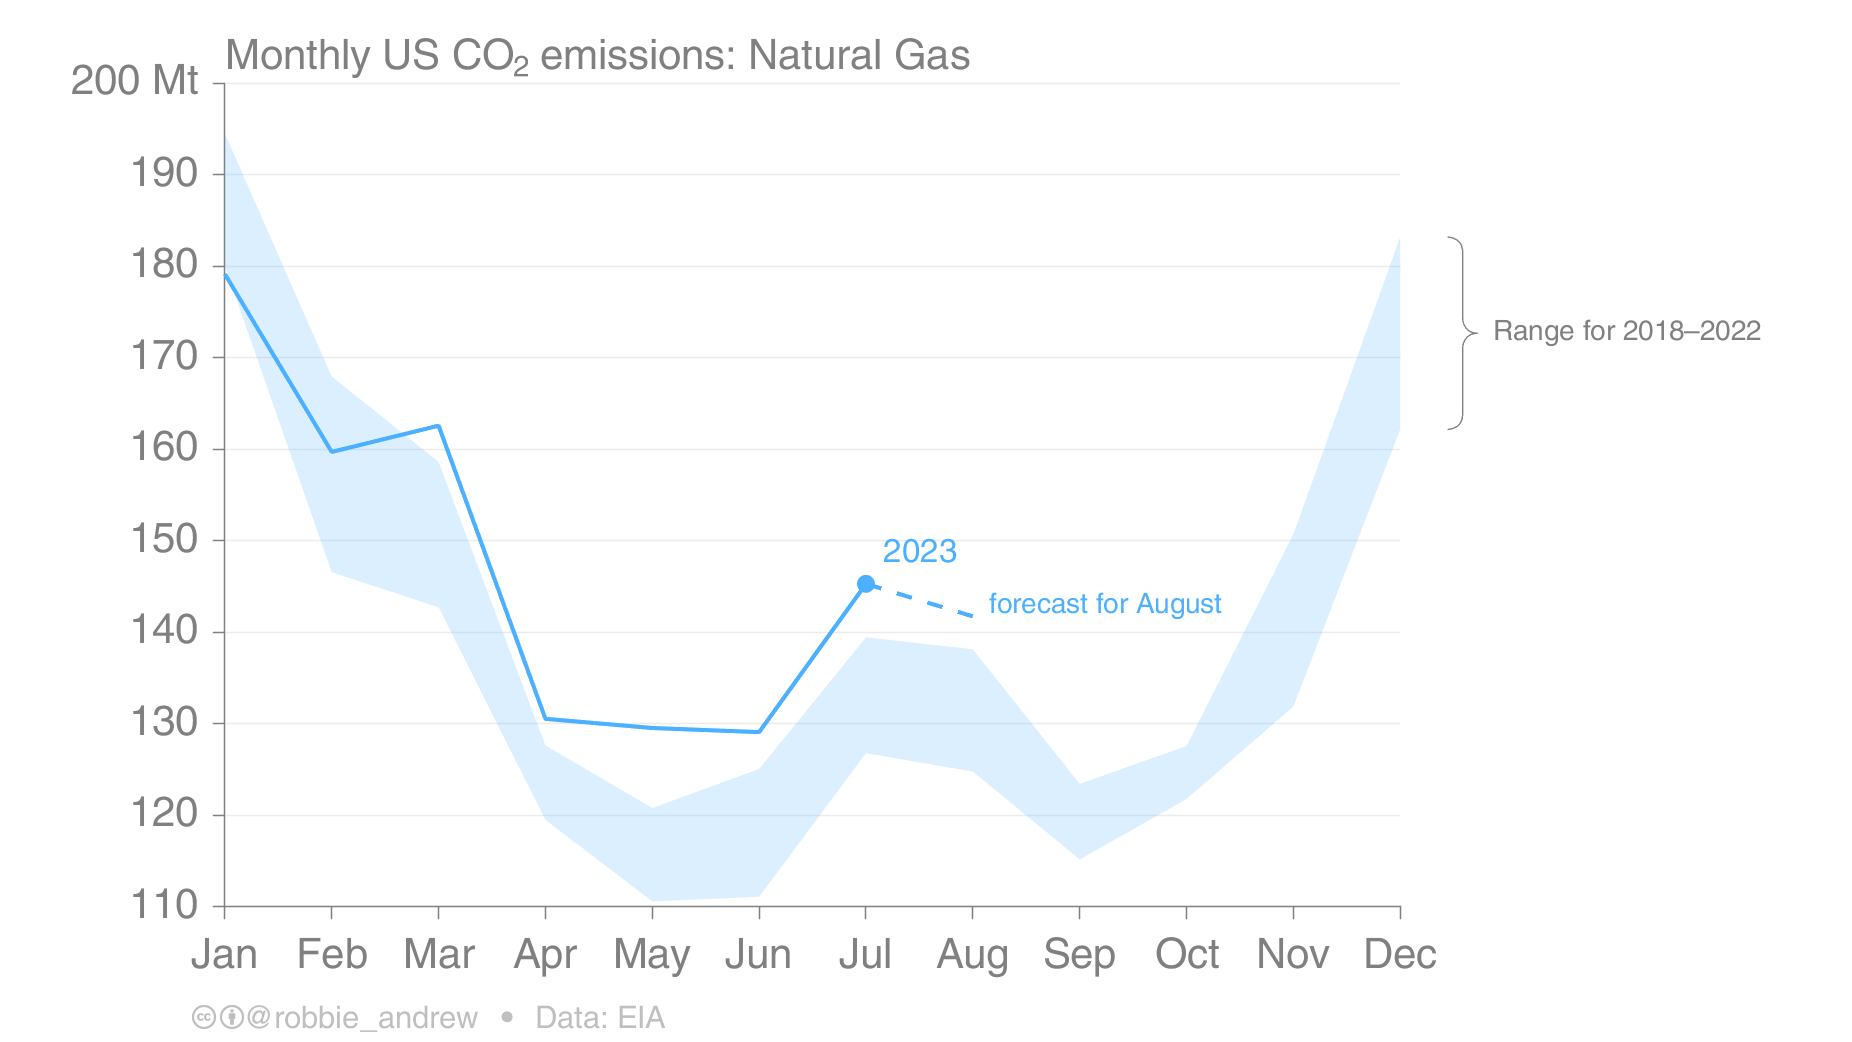 Monthly US CO₂ emissions: Natural Gas
200 Mt
190
180
170
160
150
140
130
120
110
Range for 2018–2022
2023
forecast for August
Jan Feb Mar Apr May Jun Jul Aug Sep Oct Nov Dec
cc @robbie_andrew • Data: EIA